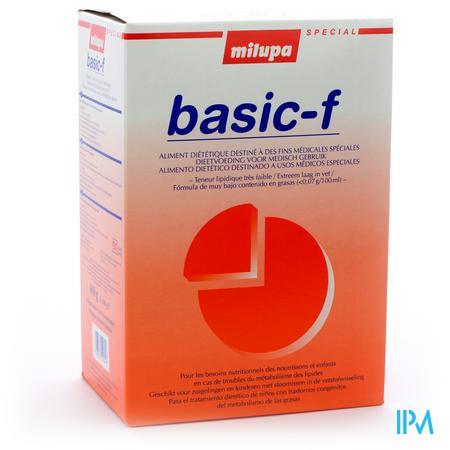 milupa
SPECIAL
basic-f
ALIMENT DIÉTÉTIQUE DESTINÉ À DES FINS MÉDICALES SPÉCIALES
DIEETVOEDING VOOR MEDISCH GEBRUIK
ALIMENTO DIETÉTICO DESTINADO A USOS MÉDICOS ESPECIALES
– Teneur lipidique très faible / Extreem laag in vet /
Fórmula de muy bajo contenido en grasas (<0.07 g/100 ml) –
Pour les besoins nutritionnels des nourrissons et enfants
en cas de troubles du métabolisme des lipides
Geschikt voor zuigelingen en kinderen met stoornissen in de vetstofwisseling
Para el tratamiento dietético de niños con trastornos congénitos
del metabolismo de las grasas
basic-f
IPM